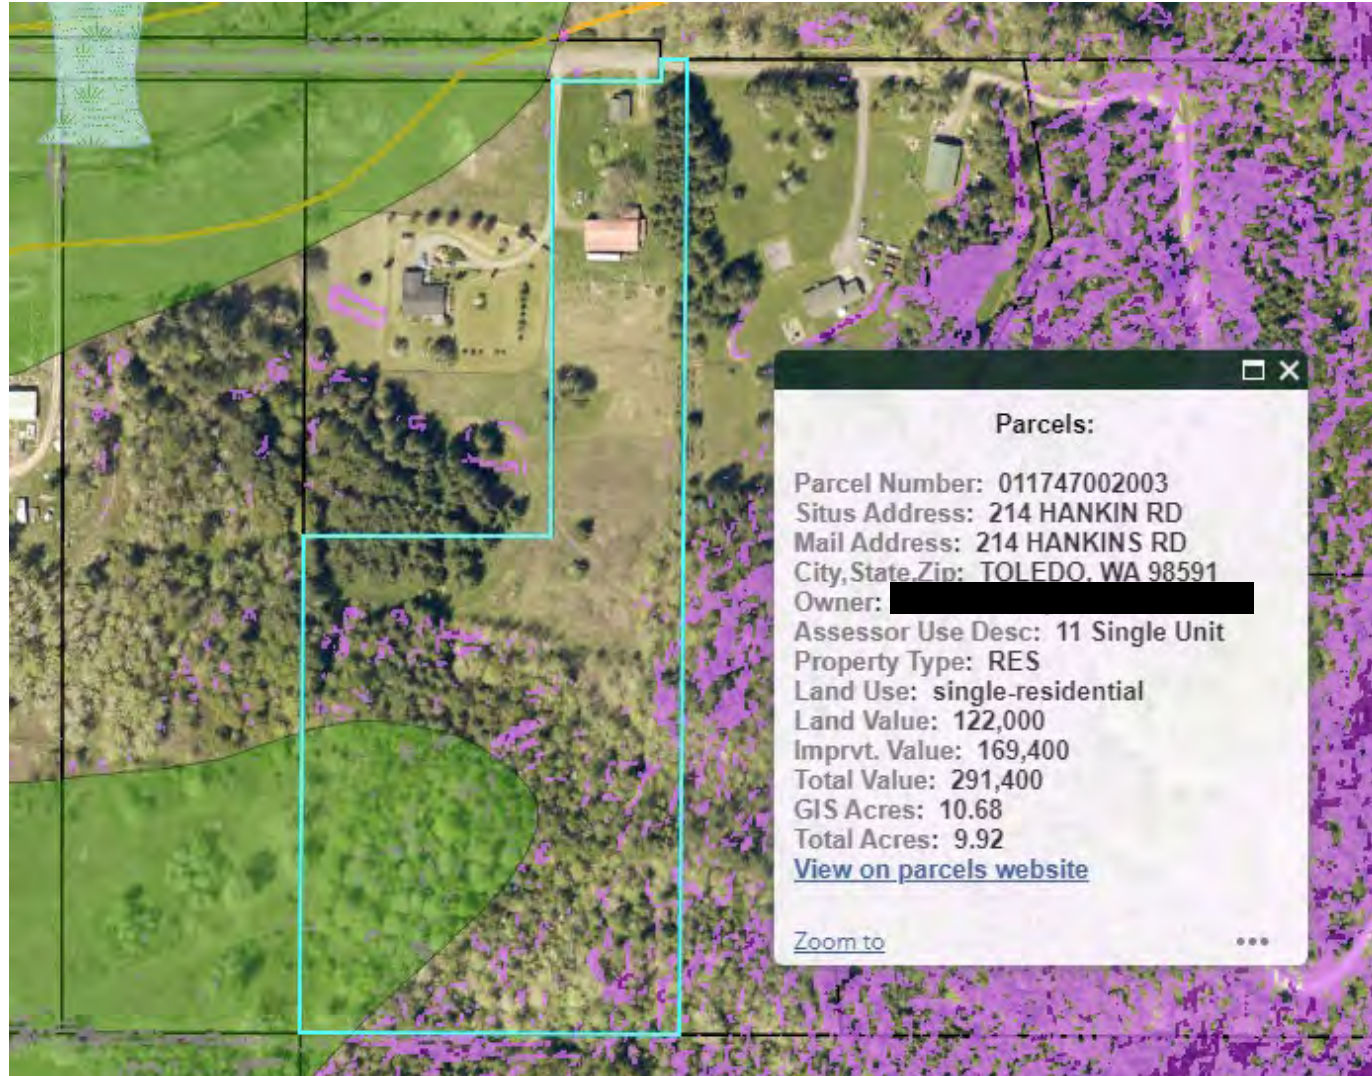 Parcels:
Parcel Number: 011747002003
Situs Address: 214 HANKIN RD
Mail Address: 214 HANKINS RD
City,State,Zip: TOLEDO, WA 98591
Owner:
Assessor Use Desc: 11 Single Unit
Property Type: RES
Land Use: single-residential
Land Value: 122,000
Imprvt. Value: 169,400
Total Value: 291,400
GIS Acres: 10.68
Total Acres: 9.92
View on parcels website
Zoom to